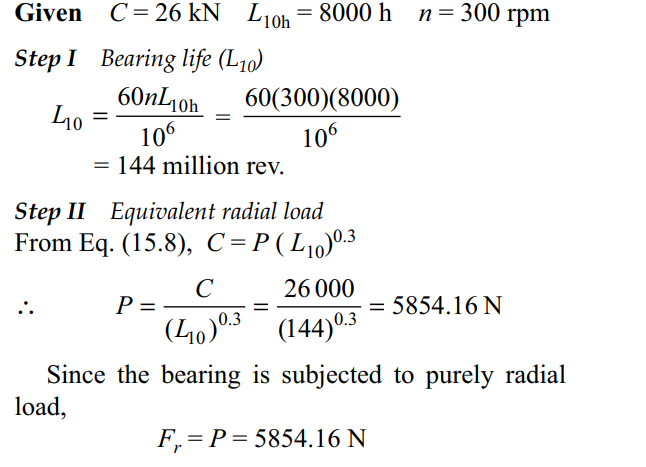 Given C = 26 kN L10h = 8000 h n = 300 rpm
Step I Bearing life (L10)
L10 = 60nL10h / 10^6 = 60(300)(8000) / 10^6
= 144 million rev.
Step II Equivalent radial load
From Eq. (15.8), C = P (L10)^0.3
∴ P = C / (L10)^0.3 = 26 000 / (144)^0.3 = 5854.16 N
Since the bearing is subjected to purely radial
load,
Fr = P = 5854.16 N